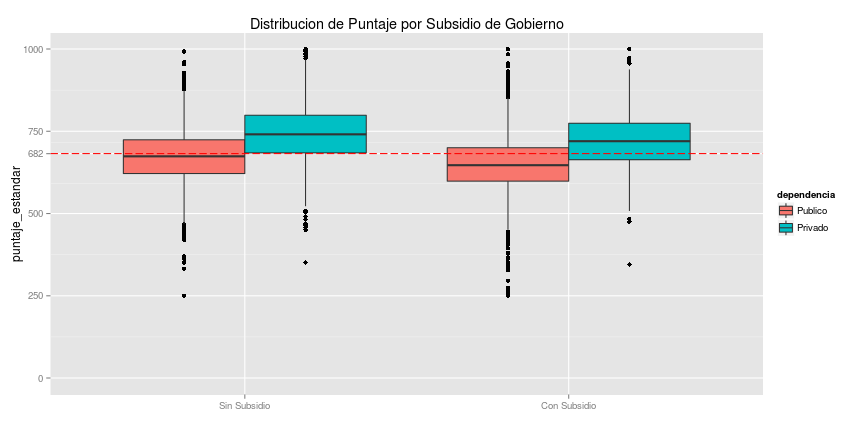 Distribucion de Puntaje por Subsidio de Gobierno
puntaje_estandar
1000
750
682
500
250
0
Sin Subsidio
Con Subsidio
dependencia
Publico
Privado